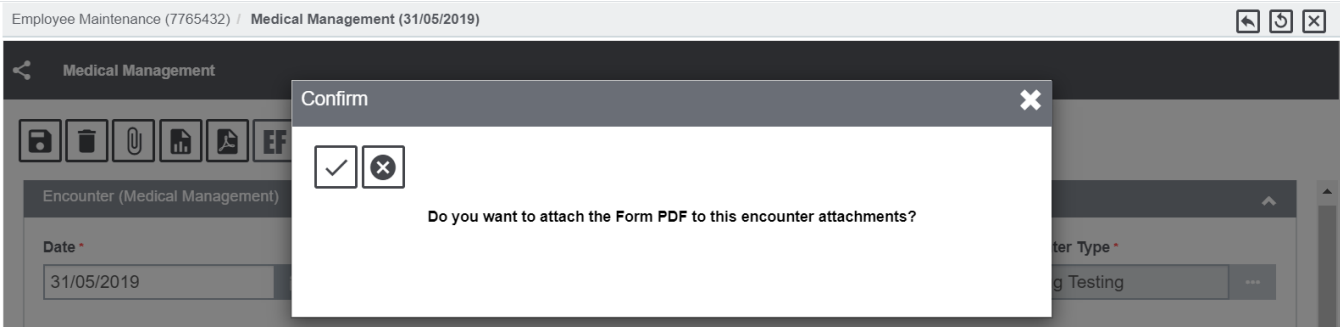 Employee Maintenance (7765432) / Medical Management (31/05/2019)
Medical Management
Confirm
EF
Encounter (Medical Management)
Do you want to attach the Form PDF to this encounter attachments?
Date *
ter Type *
31/05/2019
g Testing